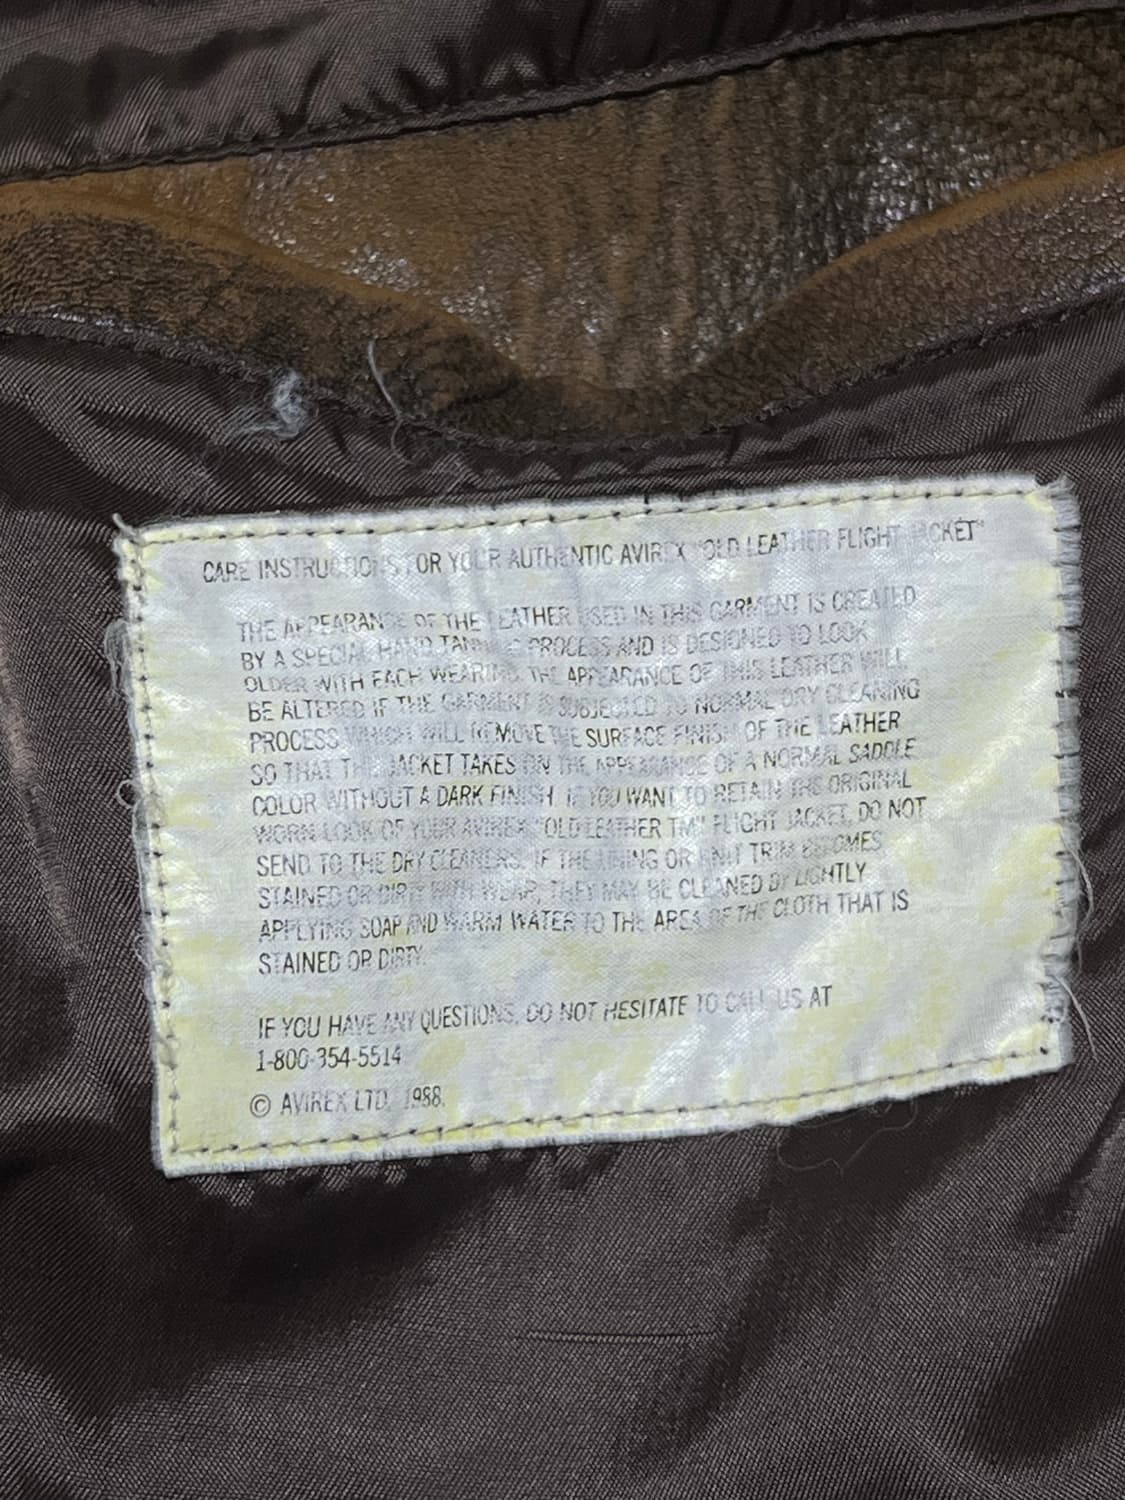 CARE INSTRUCTIONS FOR YOUR AUTHENTIC AVIREX "OLD LEATHER FLIGHT JACKET"
THE APPEARANCE OF THE LEATHER USED IN THIS GARMENT IS CREATED
BY A SPECIAL HAND TANNING PROCESS AND IS DESIGNED TO LOOK
OLDER WITH EACH WEARING. THE APPEARANCE OF THIS LEATHER WILL
BE ALTERED IF THE GARMENT IS SUBJECTED TO NORMAL DRY CLEANING
PROCESS WHICH WILL REMOVE THE SURFACE FINISH OF THE LEATHER
SO THAT THE JACKET TAKES ON THE APPEARANCE OF A NORMAL SADDLE
COLOR WITHOUT A DARK FINISH. IF YOU WANT TO RETAIN THE ORIGINAL
WORN LOOK OF YOUR AVIREX "OLD LEATHER TM" FLIGHT JACKET, DO NOT
SEND TO THE DRY CLEANERS. IF THE LINING OR KNIT TRIM BECOMES
STAINED OR DIRTY WITH WEAR, THEY MAY BE CLEANED BY LIGHTLY
APPLYING SOAP AND WARM WATER TO THE AREA OF THE CLOTH THAT IS
STAINED OR DIRTY.
IF YOU HAVE ANY QUESTIONS, DO NOT HESITATE TO CALL US AT
1-800-354-5514
© AVIREX LTD. 1988.